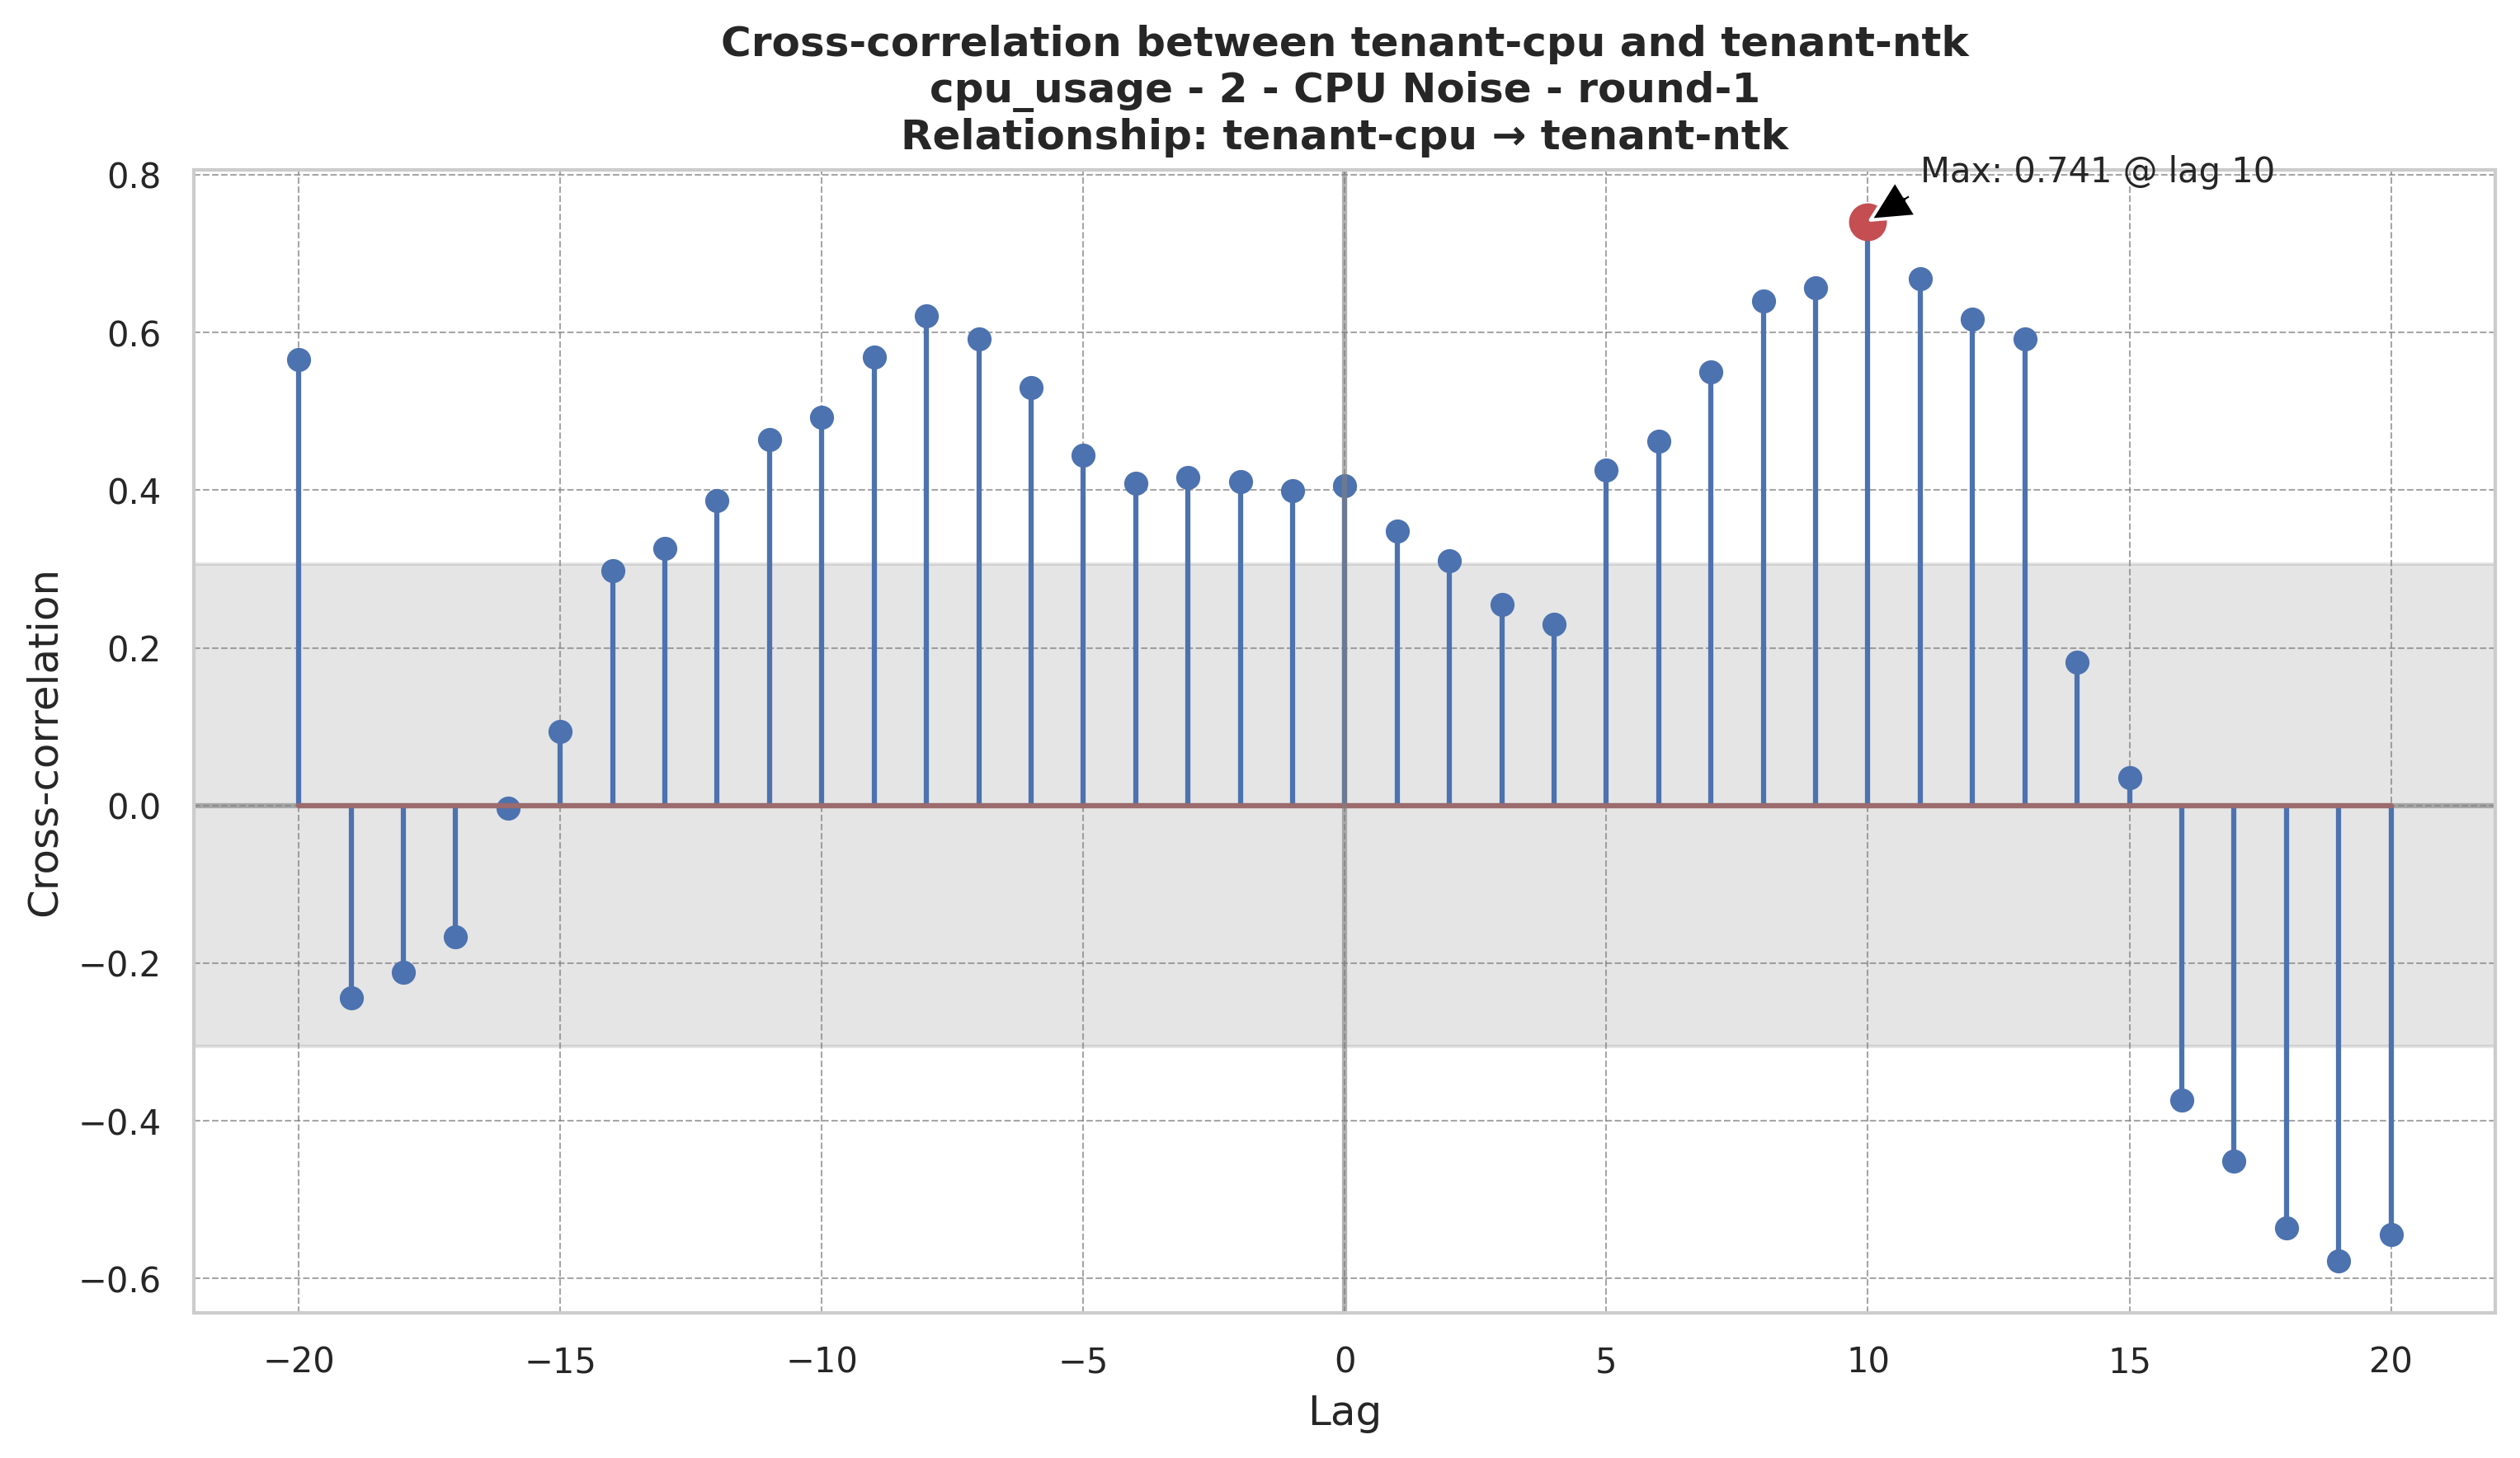 Cross-correlation between tenant-cpu and tenant-ntk
cpu_usage - 2 - CPU Noise - round-1
Relationship: tenant-cpu → tenant-ntk
Max: 0.741 @ lag 10
Cross-correlation
0.8
0.6
0.4
0.2
0.0
−0.2
−0.4
−0.6
−20 −15 −10 −5 0 5 10 15 20
Lag